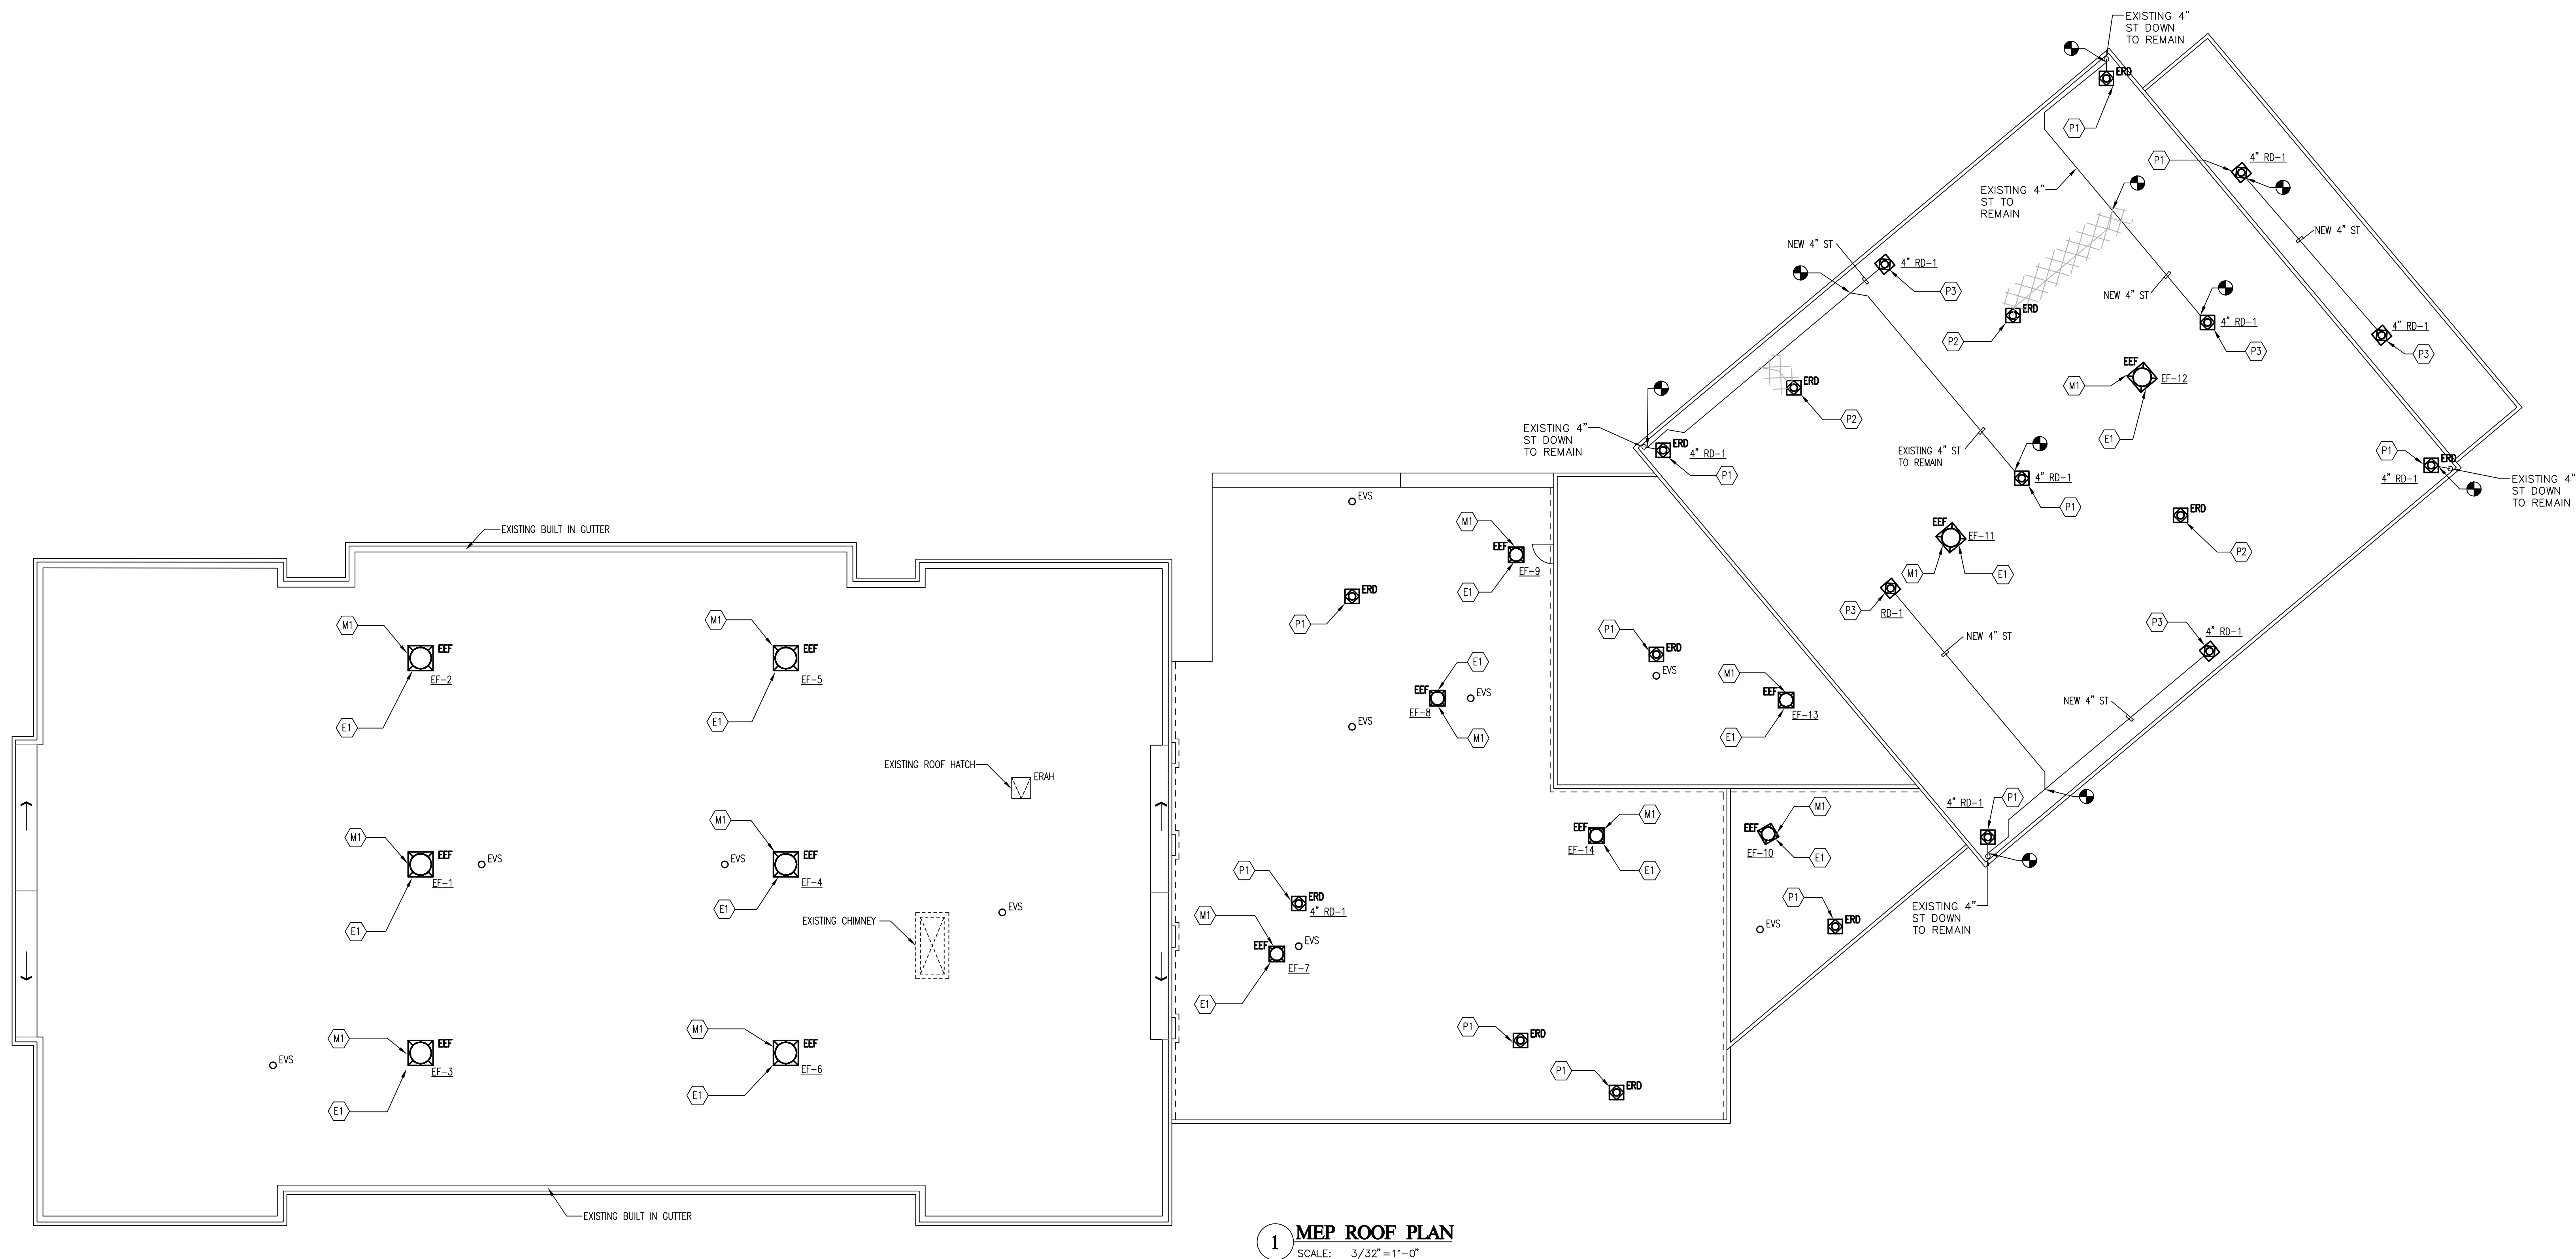 EXISTING 4"
ST DOWN
TO REMAIN
ERD
P1
P1
4" RD-1
EXISTING 4"
ST TO
REMAIN
NEW 4" ST
NEW 4" ST
4" RD-1
P3
NEW 4" ST
ERD
P2
4" RD-1
P3
4" RD-1
P3
EEF
M1
EF-12
E1
ERD
P2
EXISTING 4"
ST DOWN
TO REMAIN
ERD
4" RD-1
P1
EXISTING 4" ST
TO REMAIN
4" RD-1
P1
P1
ERD
4" RD-1
EXISTING 4"
ST DOWN
TO REMAIN
ERD
P2
EEF
EF-11
M1
E1
P3
RD-1
NEW 4" ST
P3
4" RD-1
NEW 4" ST
4" RD-1
P1
EXISTING 4"
ST DOWN
TO REMAIN
EXISTING BUILT IN GUTTER
M1
EEF
EF-2
E1
M1
EEF
EF-5
E1
EXISTING ROOF HATCH
ERAH
M1
EEF
EF-1
E1
EVS
M1
EVS
EEF
EF-4
E1
EVS
EXISTING CHIMNEY
M1
EEF
EF-3
E1
EVS
M1
EEF
EF-6
E1
EXISTING BUILT IN GUTTER
EVS
M1
EEF
EF-9
E1
ERD
P1
E1
EEF
EVS
EF-8
M1
EVS
P1
ERD
EVS
M1
EEF
EF-13
E1
M1
EEF
EF-14
E1
M1
EEF
EF-10
E1
P1
ERD
EVS
P1
ERD
4" RD-1
M1
EEF
EVS
EF-7
E1
P1
ERD
P1
ERD
1
MEP ROOF PLAN
SCALE: 3/32"=1'-0"